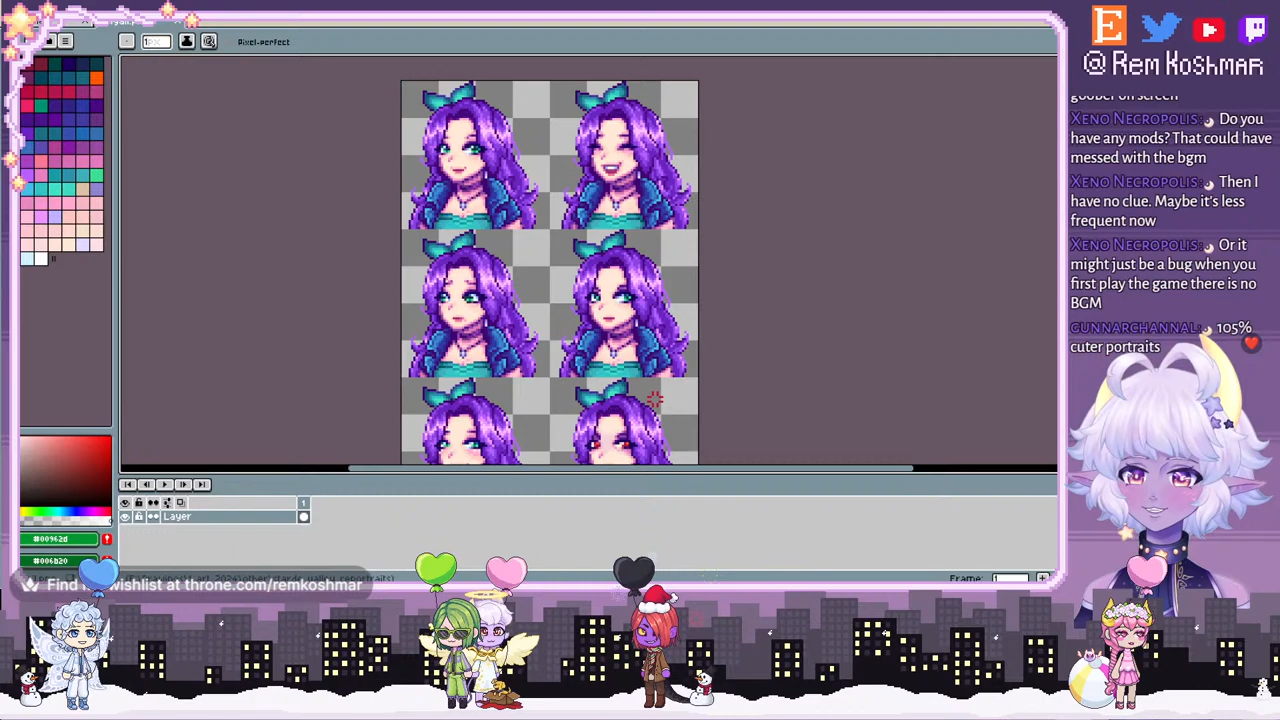 Pixel-perfect
@ Rem Koshmar
goober on screen
Xeno Necropolis: Do you
have any mods? That could have
messed with the bgm
Xeno Necropolis: Then I
have no clue. Maybe it's less
frequent now
Xeno Necropolis: Or it
might just be a bug when you
first play the game there is no
BGM
GUNNARCHANNAL: 105%
cuter portraits
1
Layer
#00962d
#006b20
Frame: 1
wishlist at throne.com/remkoshmar